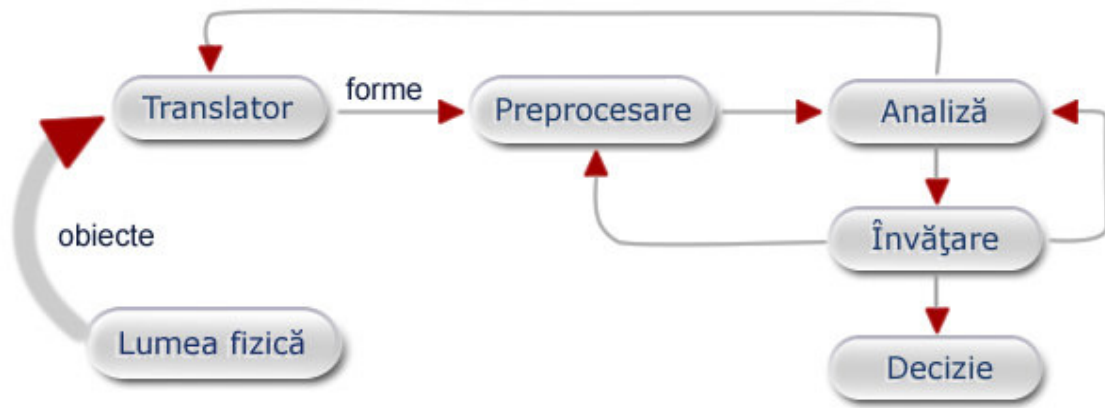 Translator
forme
Preprocesare
Analiză
obiecte
Învăţare
Lumea fizică
Decizie